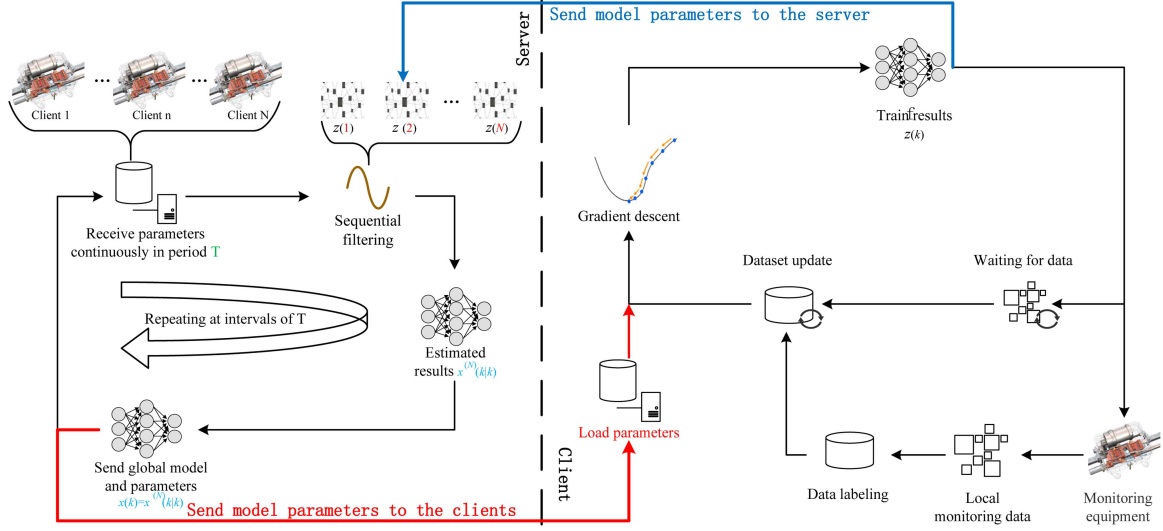 Send model parameters to the server
Server
Client 1
...
Client n
...
Client N
...
z(1)
z(2)
z(N)
Train results
z(k)
Receive parameters
continuously in period T
Sequential
filtering
Gradient descent
Dataset update
Waiting for data
Repeating at intervals of T
Estimated
results x^(N)(k|k)
Load parameters
Client
Send global model
and parameters
x(k)=x^(N)(k|k)
Data labeling
Local
monitoring data
Monitoring
equipment
Send model parameters to the clients